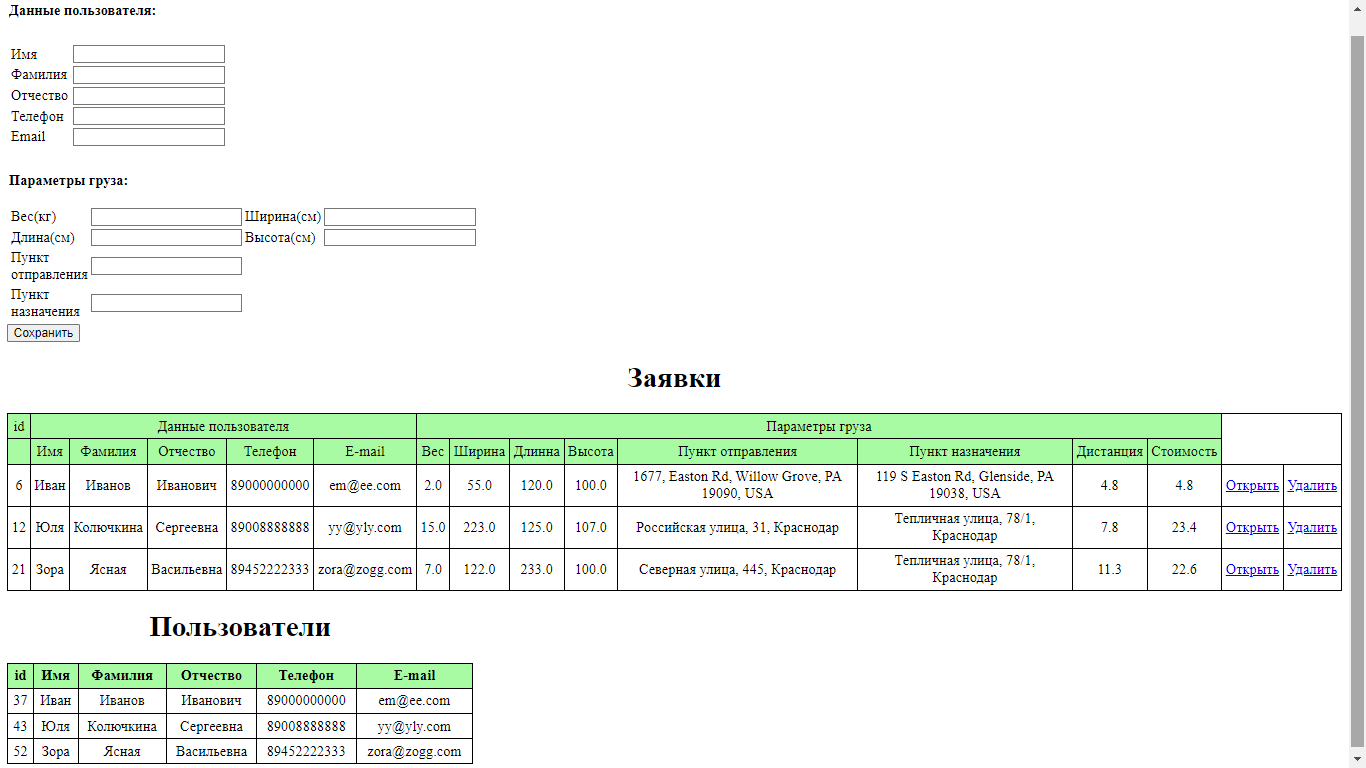 Данные пользователя:
Имя
Фамилия
Отчество
Телефон
Email
Параметры груза:
Вес(кг) Ширина(см)
Длина(см) Высота(см)
Пункт
отправления
Пункт
назначения
Сохранить
Заявки
id Данные пользователя Параметры груза
Имя Фамилия Отчество Телефон E-mail Вес Ширина Длинна Высота Пункт отправления Пункт назначения Дистанция Стоимость
6 Иван Иванов Иванович 89000000000 em@ee.com 2.0 55.0 120.0 100.0 1677, Easton Rd, Willow Grove, PA 19090, USA 119 S Easton Rd, Glenside, PA 19038, USA 4.8 4.8 Открыть Удалить
12 Юля Колючкина Сергеевна 89008888888 yy@yly.com 15.0 223.0 125.0 107.0 Российская улица, 31, Краснодар Тепличная улица, 78/1, Краснодар 7.8 23.4 Открыть Удалить
21 Зора Ясная Васильевна 89452222333 zora@zogg.com 7.0 122.0 233.0 100.0 Северная улица, 445, Краснодар Тепличная улица, 78/1, Краснодар 11.3 22.6 Открыть Удалить
Пользователи
id Имя Фамилия Отчество Телефон E-mail
37 Иван Иванов Иванович 89000000000 em@ee.com
43 Юля Колючкина Сергеевна 89008888888 yy@yly.com
52 Зора Ясная Васильевна 89452222333 zora@zogg.com